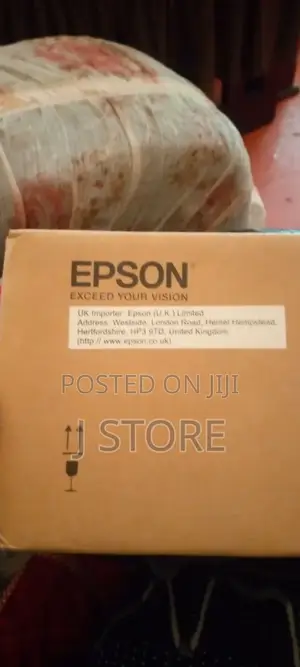 EPSON
EXCEED YOUR VISION
UK Importer: Epson (U.K.) Limited
Address: Westside, London Road, Hemel Hempstead,
Hertfordshire, HP3 9TD, United Kingdom
(http:// www.epson.co.uk)
POSTED ON JIJI
J STORE